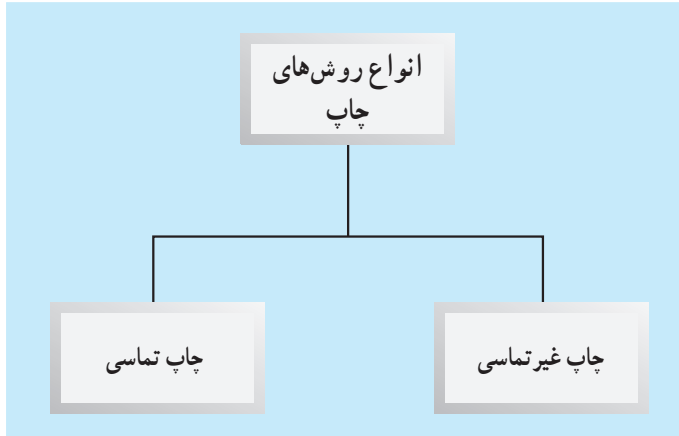 انواع روش‌های
چاپ
چاپ غیرتماسی
چاپ تماسی